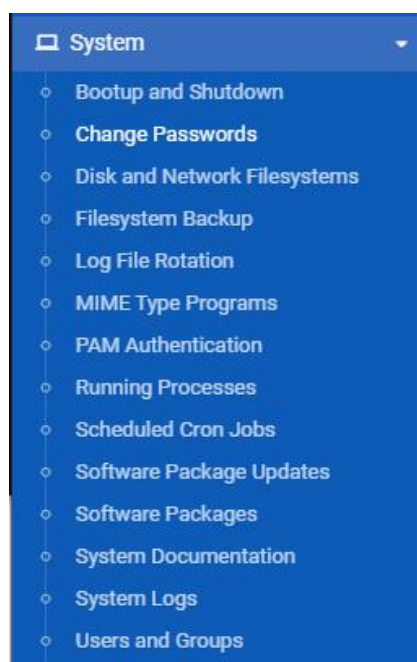 System
Bootup and Shutdown
Change Passwords
Disk and Network Filesystems
Filesystem Backup
Log File Rotation
MIME Type Programs
PAM Authentication
Running Processes
Scheduled Cron Jobs
Software Package Updates
Software Packages
System Documentation
System Logs
Users and Groups